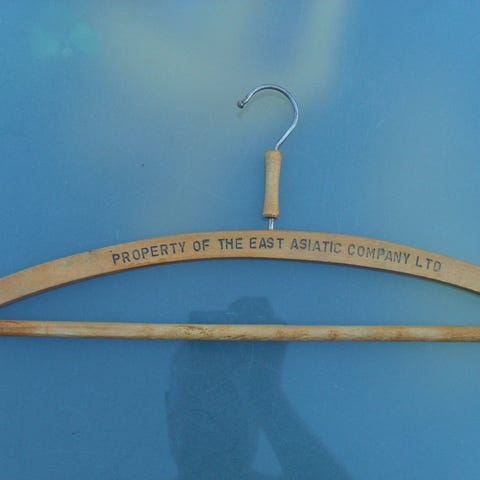 PROPERTY OF THE EAST ASIATIC COMPANY LTD